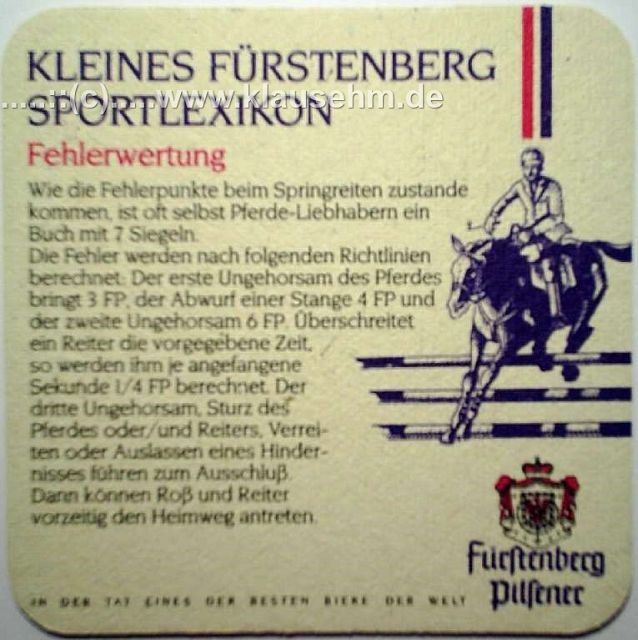 KLEINES FÜRSTENBERG
......::(c).....www.klausehm.de
SPORTLEXIKON
Fehlerwertung
Wie die Fehlerpunkte beim Springreiten zustande
kommen, ist oft selbst Pferde-Liebhabern ein
Buch mit 7 Siegeln.
Die Fehler werden nach folgenden Richtlinien
berechnet: Der erste Ungehorsam des Pferdes
bringt 3 FP, der Abwurf einer Stange 4 FP und
der zweite Ungehorsam 6 FP. Überschreitet
ein Reiter die vorgegebene Zeit,
so werden ihm je angefangene
Sekunde 1/4 FP berechnet. Der
dritte Ungehorsam, Sturz des
Pferdes oder/und Reiters, Verrei-
ten oder Auslassen eines Hinder-
nisses führen zum Ausschluß.
Dann können Roß und Reiter
vorzeitig den Heimweg antreten.
Fürstenberg
Pilsener
IN DER TAT EINES DER BESTEN BIERE DER WELT